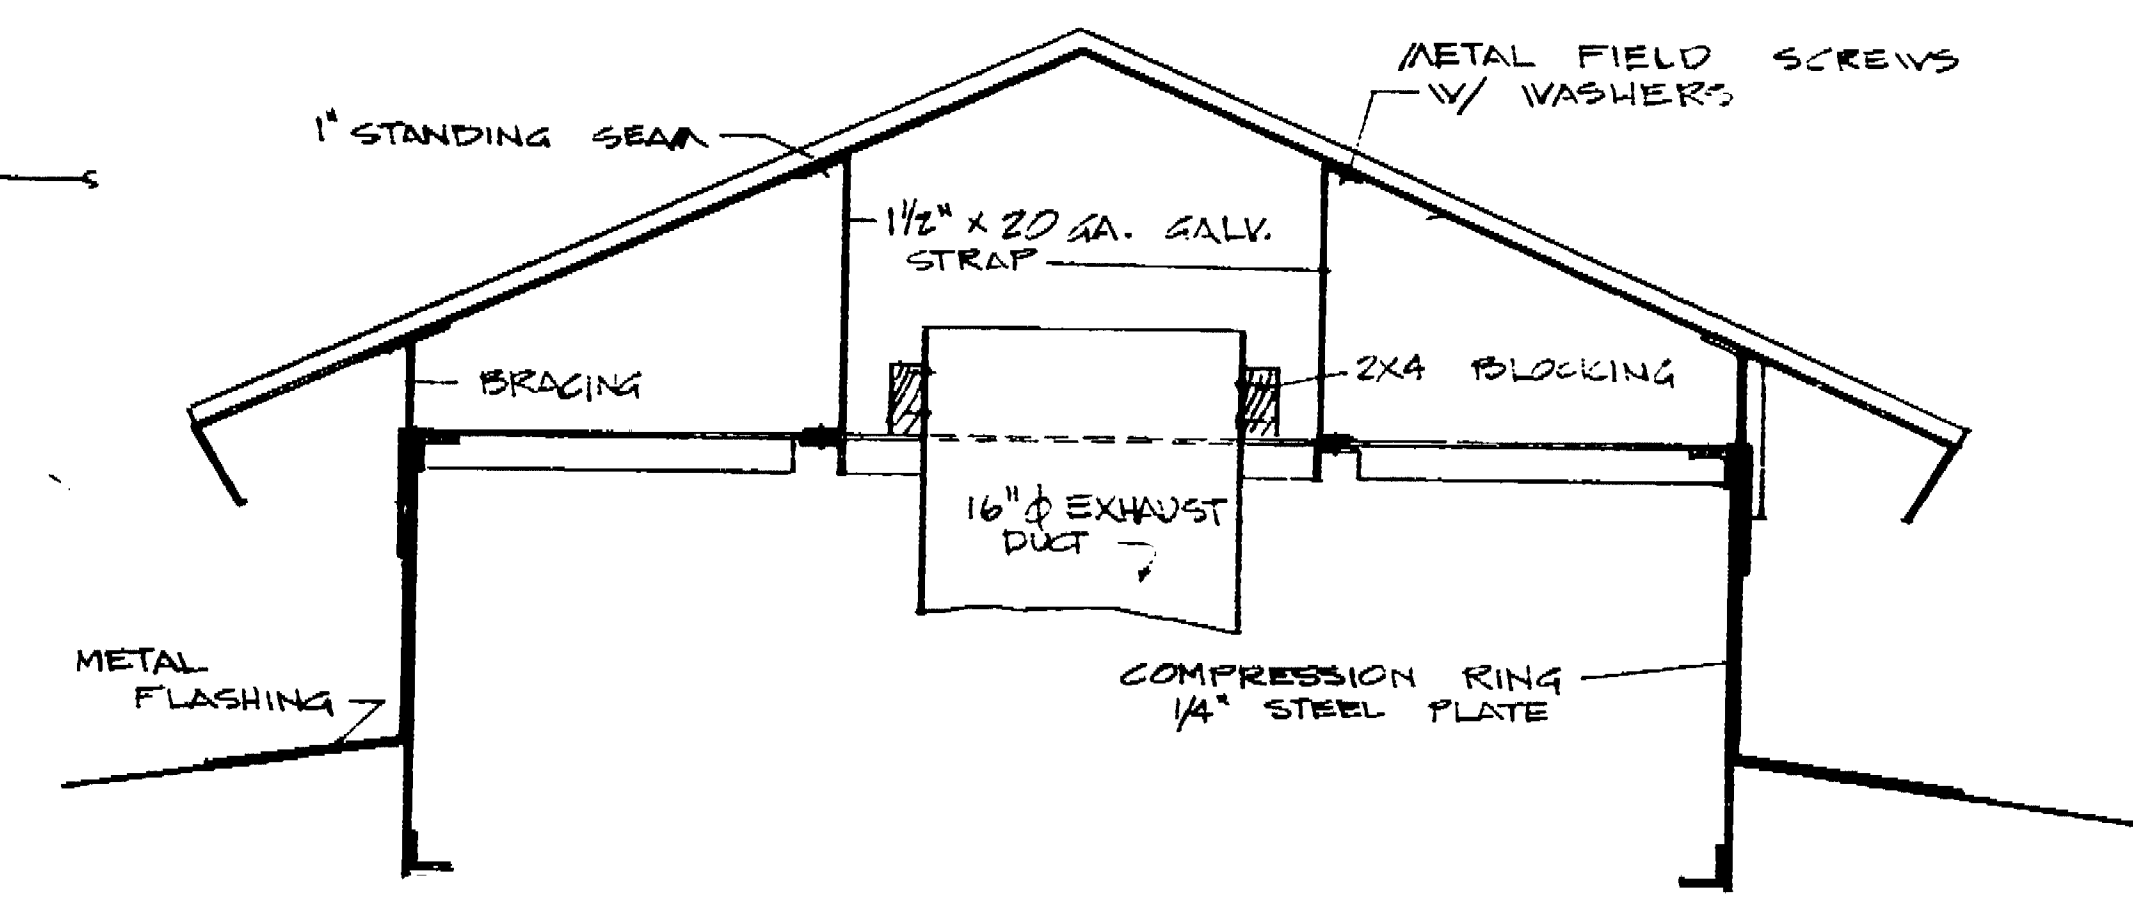 METAL FIELD SCREWS
W/ WASHERS
1" STANDING SEAM
1 1/2" x 20 GA. GALV.
STRAP
BRACING
2X4 BLOCKING
16" ϕ EXHAUST
DUCT
METAL
FLASHING
COMPRESSION RING
1/4" STEEL PLATE